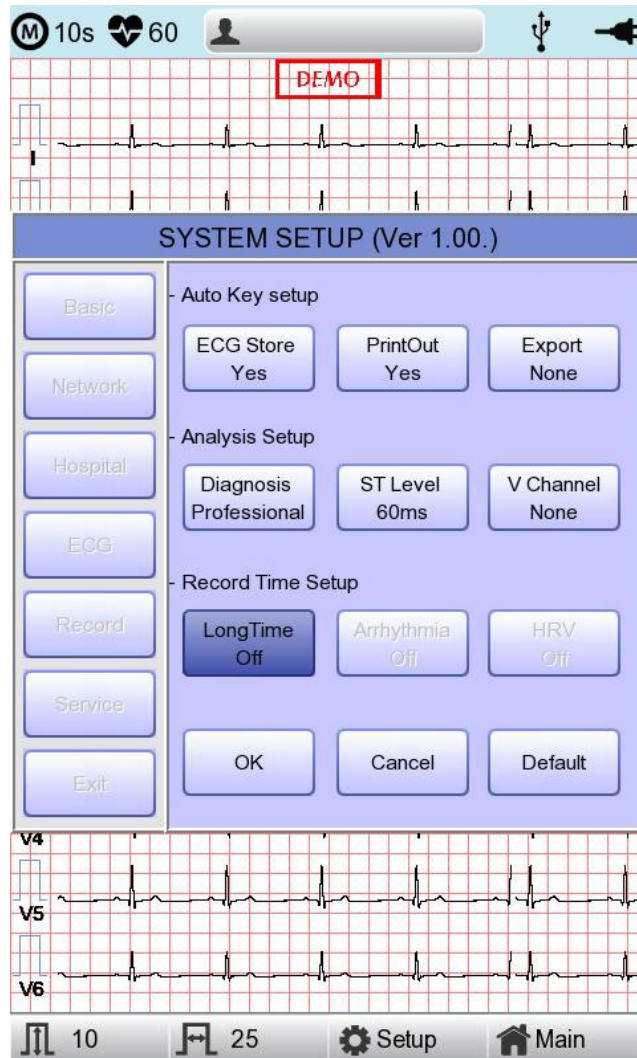 M 10s 60
DEMO
I
SYSTEM SETUP (Ver 1.00.)
Basic
Network
Hospital
ECG
Record
Service
Exit
- Auto Key setup
ECG Store
Yes
PrintOut
Yes
Export
None
- Analysis Setup
Diagnosis
Professional
ST Level
60ms
V Channel
None
- Record Time Setup
LongTime
Off
Arrhythmia
Off
HRV
Off
OK
Cancel
Default
V4
V5
V6
10 25 Setup Main